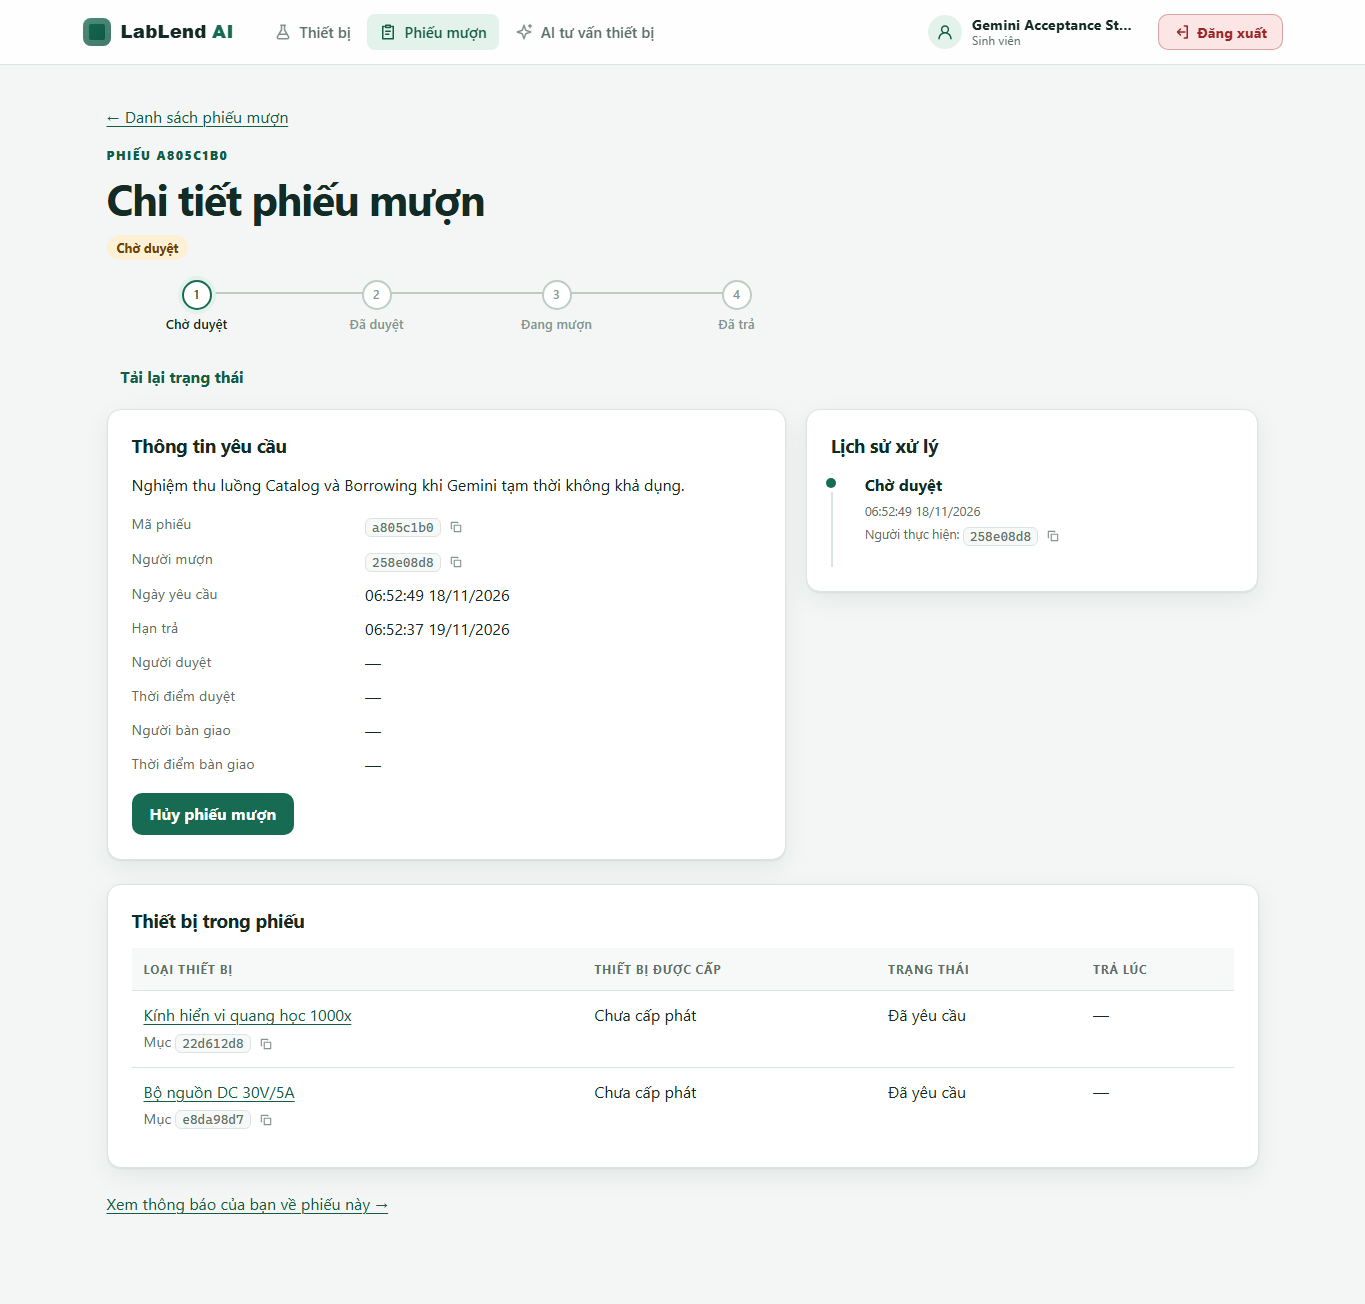 LabLend AI
Thiết bị
Phiếu mượn
AI tư vấn thiết bị
Gemini Acceptance St...
Sinh viên
Đăng xuất
← Danh sách phiếu mượn
PHIẾU A805C1B0
Chi tiết phiếu mượn
Chờ duyệt
1
2
3
4
Chờ duyệt
Đã duyệt
Đang mượn
Đã trả
Tải lại trạng thái
Thông tin yêu cầu
Nghiệm thu luồng Catalog và Borrowing khi Gemini tạm thời không khả dụng.
Mã phiếu a805c1b0
Người mượn 258e08d8
Ngày yêu cầu 06:52:49 18/11/2026
Hạn trả 06:52:37 19/11/2026
Người duyệt —
Thời điểm duyệt —
Người bàn giao —
Thời điểm bàn giao —
Hủy phiếu mượn
Lịch sử xử lý
Chờ duyệt
06:52:49 18/11/2026
Người thực hiện: 258e08d8
Thiết bị trong phiếu
LOẠI THIẾT BỊ THIẾT BỊ ĐƯỢC CẤP TRẠNG THÁI TRẢ LÚC
Kính hiển vi quang học 1000x Chưa cấp phát Đã yêu cầu —
Mục 22d612d8
Bộ nguồn DC 30V/5A Chưa cấp phát Đã yêu cầu —
Mục e8da98d7
Xem thông báo của bạn về phiếu này →